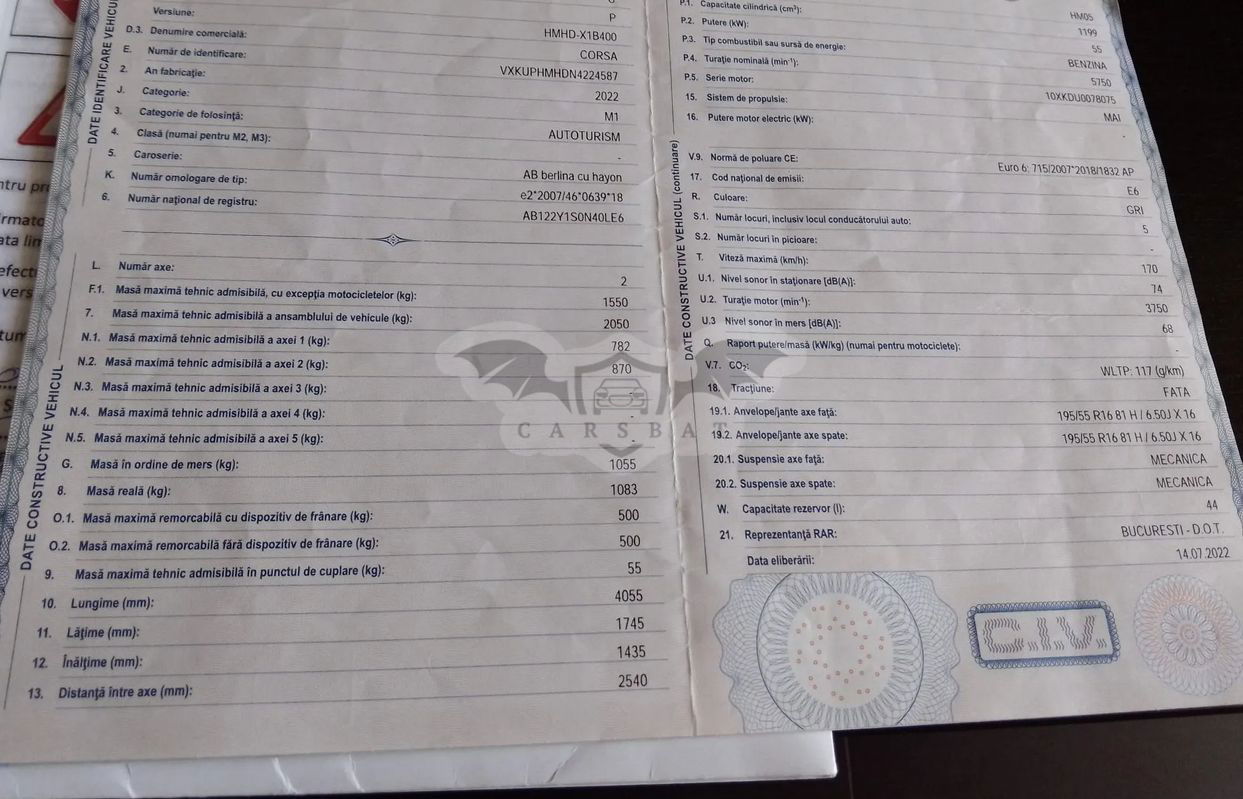 DATE IDENTIFICARE VEHICUL
Versiune: P
D.3. Denumire comercială: HMHD-X1B400
E. Număr de identificare: CORSA
2. An fabricaţie: VXKUPHMHDN4224587
J. Categorie: 2022
3. Categorie de folosinţă: M1
4. Clasă (numai pentru M2, M3): AUTOTURISM
5. Caroserie: -
K. Număr omologare de tip: AB berlina cu hayon
6. Număr naţional de registru: e2*2007/46*0639*18
AB122Y1S0N40LE6
DATE CONSTRUCTIVE VEHICUL
L. Număr axe: 2
F.1. Masă maximă tehnic admisibilă, cu excepţia motocicletelor (kg): 1550
7. Masă maximă tehnic admisibilă a ansamblului de vehicule (kg): 2050
N.1. Masă maximă tehnic admisibilă a axei 1 (kg): 782
N.2. Masă maximă tehnic admisibilă a axei 2 (kg): 870
N.3. Masă maximă tehnic admisibilă a axei 3 (kg): -
N.4. Masă maximă tehnic admisibilă a axei 4 (kg): -
N.5. Masă maximă tehnic admisibilă a axei 5 (kg): -
G. Masă în ordine de mers (kg): 1055
8. Masă reală (kg): 1083
O.1. Masă maximă remorcabilă cu dispozitiv de frânare (kg): 500
O.2. Masă maximă remorcabilă fără dispozitiv de frânare (kg): 500
9. Masă maximă tehnic admisibilă în punctul de cuplare (kg): 55
10. Lungime (mm): 4055
11. Lăţime (mm): 1745
12. Înălţime (mm): 1435
13. Distanţă între axe (mm): 2540
P.1. Capacitate cilindrică (cm³): HM05
P.2. Putere (kW): 1199
P.3. Tip combustibil sau sursă de energie: 55
P.4. Turaţie nominală (min⁻¹): BENZINA
P.5. Serie motor: 5750
15. Sistem de propulsie: 10XKDU0078075
16. Putere motor electric (kW): MAI
-
DATE CONSTRUCTIVE VEHICUL (continuare)
V.9. Normă de poluare CE: Euro 6; 715/2007*2018/1832 AP
17. Cod naţional de emisii: E6
R. Culoare: GRI
S.1. Număr locuri, inclusiv locul conducătorului auto: 5
S.2. Număr locuri în picioare: -
T. Viteză maximă (km/h): 170
U.1. Nivel sonor în staţionare [dB(A)]: 74
U.2. Turaţie motor (min⁻¹): 3750
U.3 Nivel sonor în mers [dB(A)]: 68
Q. Raport putere/masă (kW/kg) (numai pentru motociclete): -
V.7. CO₂: WLTP: 117 (g/km)
18. Tracţiune: FATA
19.1. Anvelope/jante axe faţă: 195/55 R16 81 H / 6.50J X 16
19.2. Anvelope/jante axe spate: 195/55 R16 81 H / 6.50J X 16
20.1. Suspensie axe faţă: MECANICA
20.2. Suspensie axe spate: MECANICA
W. Capacitate rezervor (l): 44
21. Reprezentanţă RAR: BUCURESTI - D.O.T.
Data eliberării: 14.07.2022
C.I.V.
CARSBAT